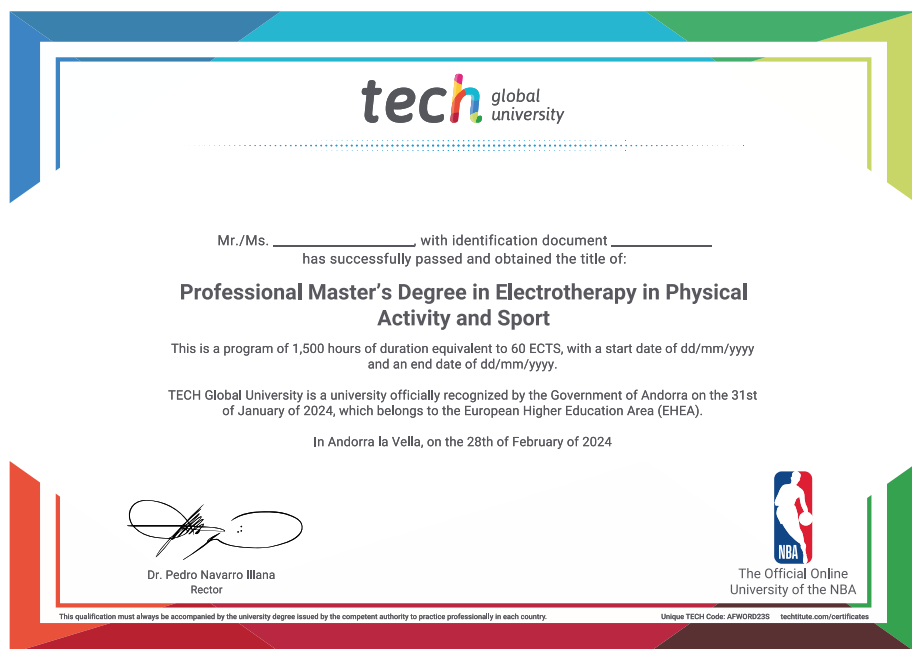 tech global university
Mr./Ms. ____________, with identification document ____________
has successfully passed and obtained the title of:
Professional Master's Degree in Electrotherapy in Physical
Activity and Sport
This is a program of 1,500 hours of duration equivalent to 60 ECTS, with a start date of dd/mm/yyyy
and an end date of dd/mm/yyyy.
TECH Global University is a university officially recognized by the Government of Andorra on the 31st
of January of 2024, which belongs to the European Higher Education Area (EHEA).
In Andorra la Vella, on the 28th of February of 2024
Dr. Pedro Navarro Illana
Rector
NBA
The Official Online
University of the NBA
This qualification must always be accompanied by the university degree issued by the competent authority to practice professionally in each country.
Unique TECH Code: AFWORD23S techtitute.com/certificates